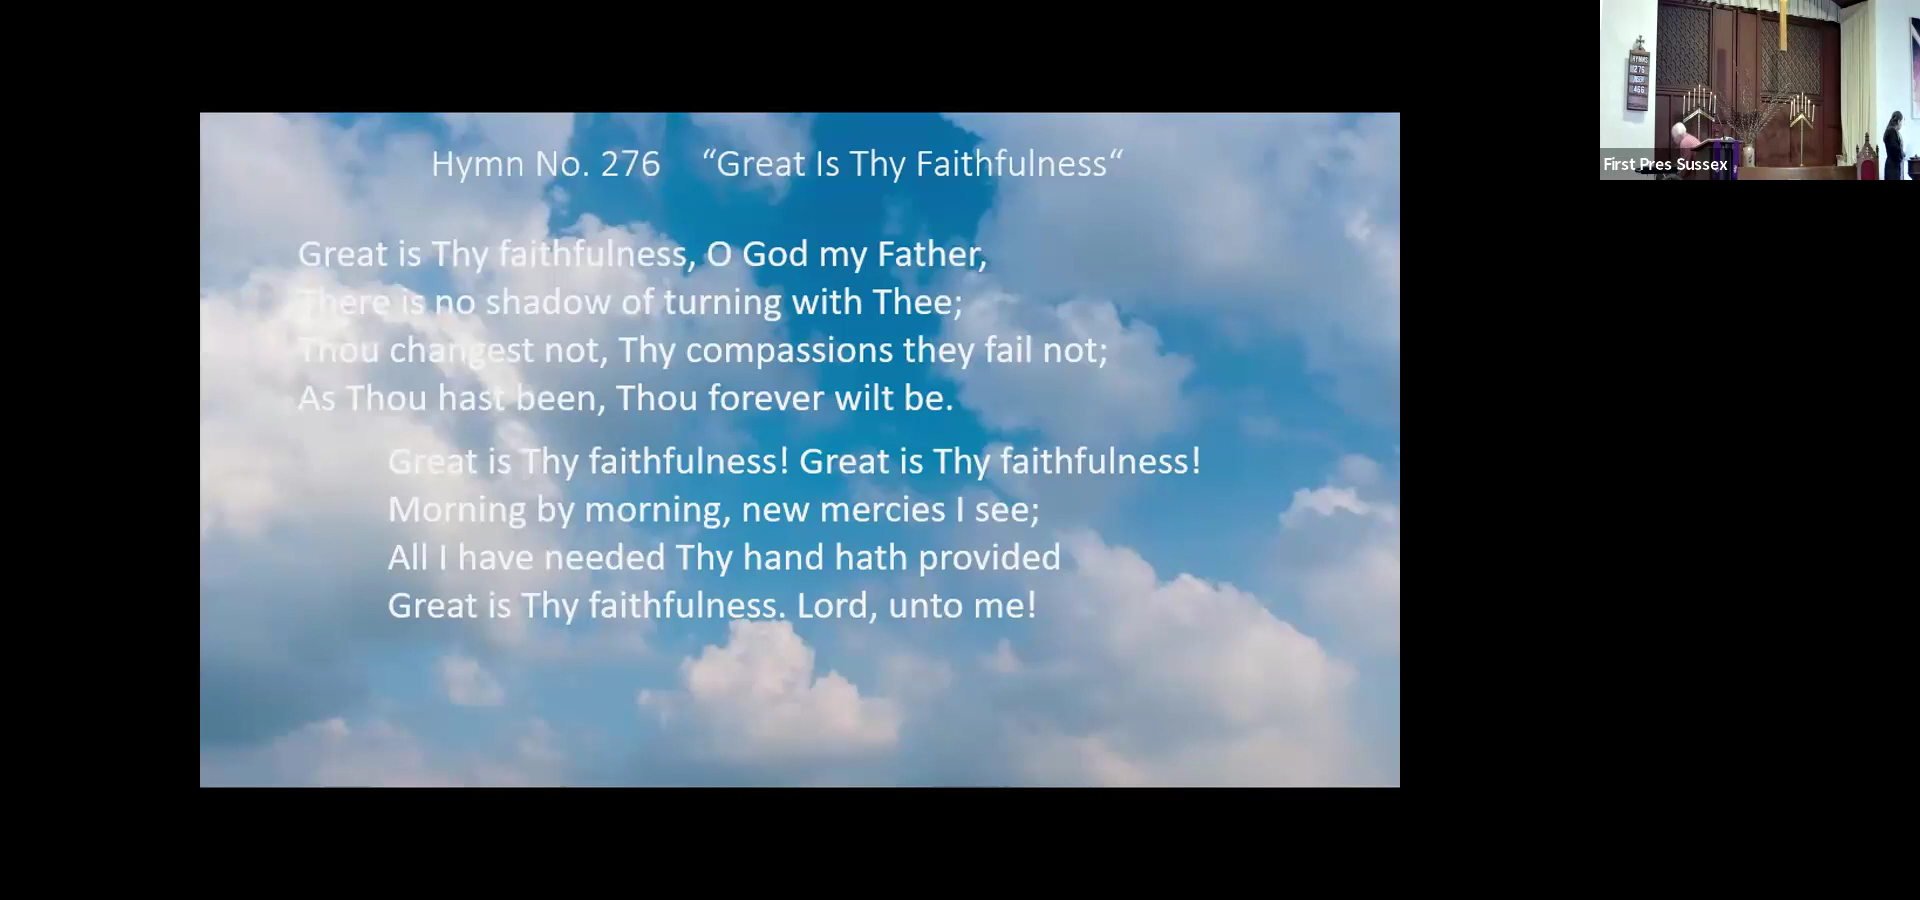 Hymn No. 276 “Great Is Thy Faithfulness“
Great is Thy faithfulness, O God my Father,
There is no shadow of turning with Thee;
Thou changest not, Thy compassions they fail not;
As Thou hast been, Thou forever wilt be.
Great is Thy faithfulness! Great is Thy faithfulness!
Morning by morning, new mercies I see;
All I have needed Thy hand hath provided
Great is Thy faithfulness. Lord, unto me!
HYMNS
276
466
First Pres Sussex